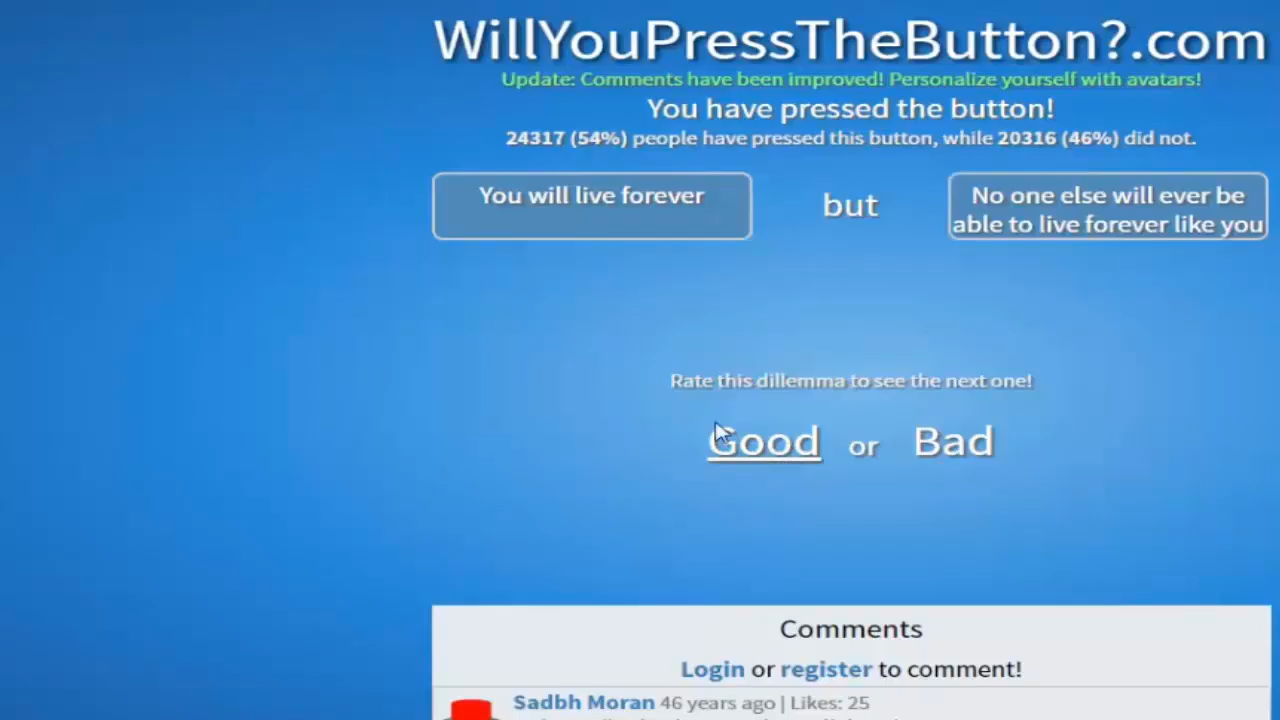 WillYouPressTheButton?.com
Update: Comments have been improved! Personalize yourself with avatars!
You have pressed the button!
24317 (54%) people have pressed this button, while 20316 (46%) did not.
You will live forever
but
No one else will ever be
able to live forever like you
Rate this dillemma to see the next one!
Good or Bad
Comments
Login or register to comment!
Sadbh Moran 46 years ago | Likes: 25